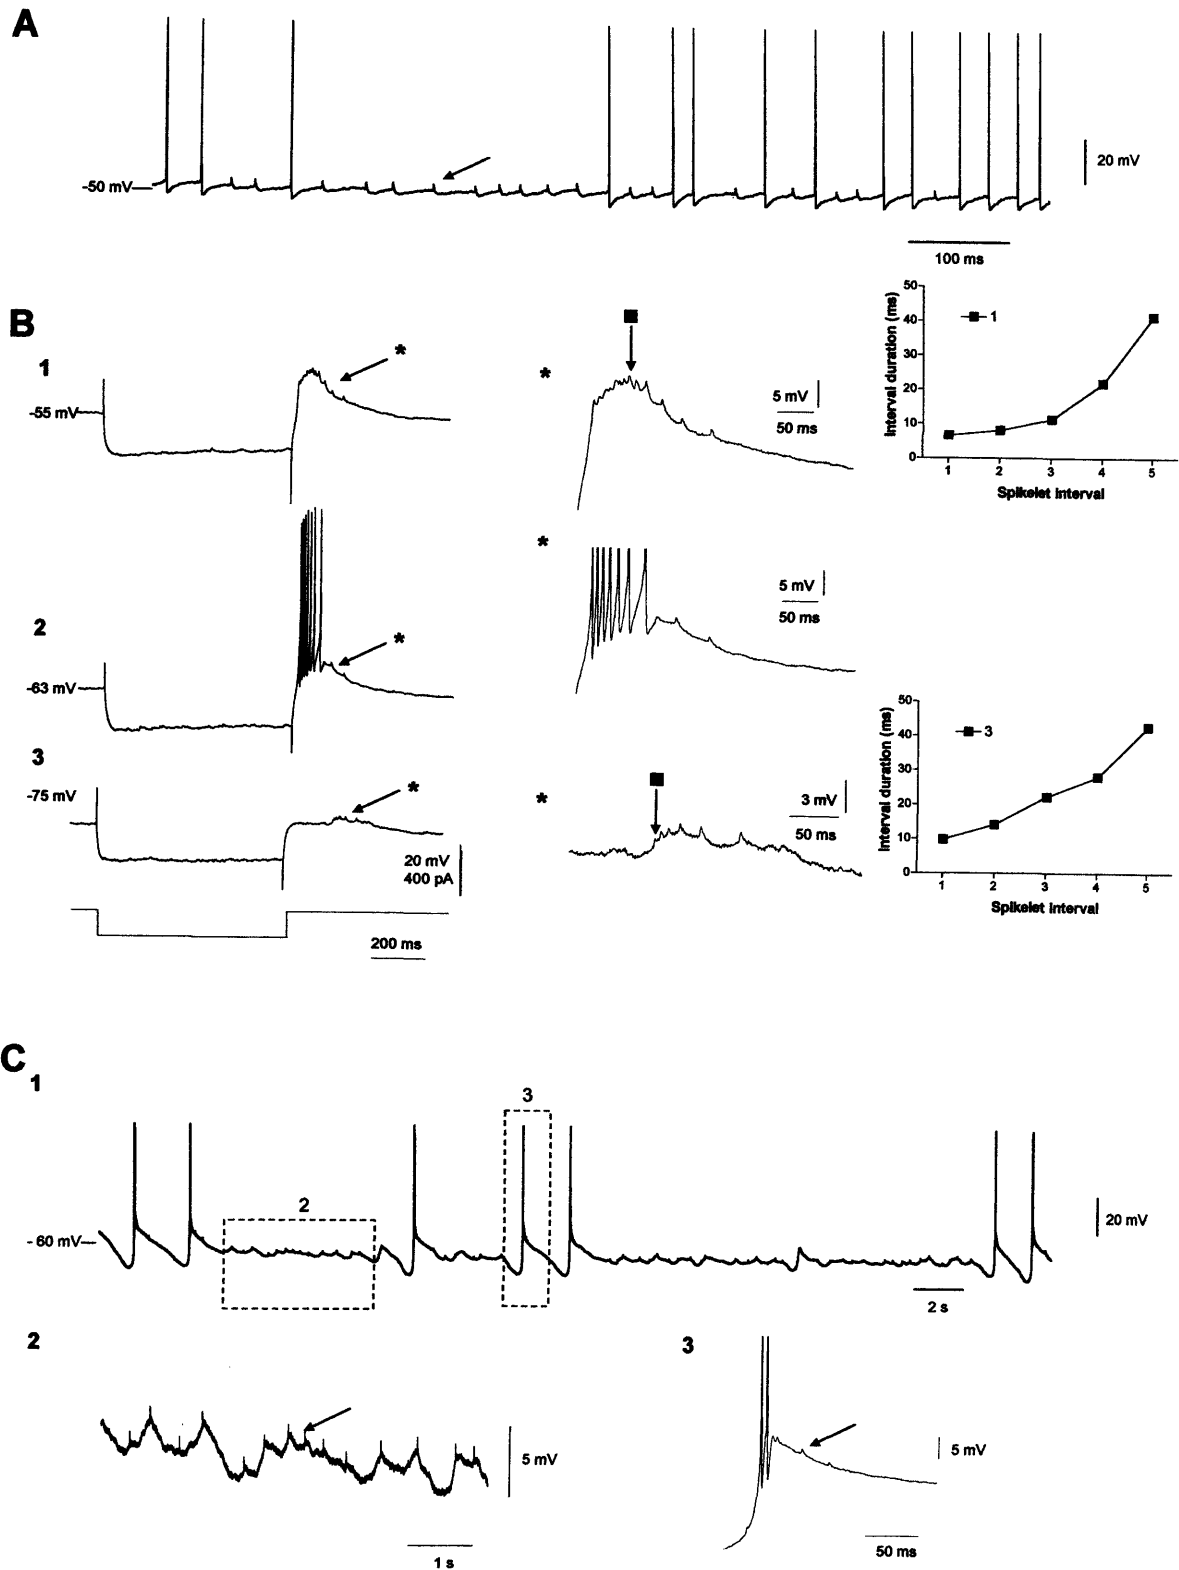 A
-50 mV
20 mV
100 ms
B
1
-55 mV
*
*
5 mV
50 ms
Interval duration (ms)
50
40
30
20
10
0
1
1 2 3 4 5
Spikelet interval
2
-63 mV
*
*
5 mV
50 ms
3
-75 mV
*
20 mV
400 pA
200 ms
*
3 mV
50 ms
Interval duration (ms)
50
40
30
20
10
0
3
1 2 3 4 5
Spikelet interval
C
1
- 60 mV
2
3
20 mV
2 s
2
5 mV
1 s
3
5 mV
50 ms